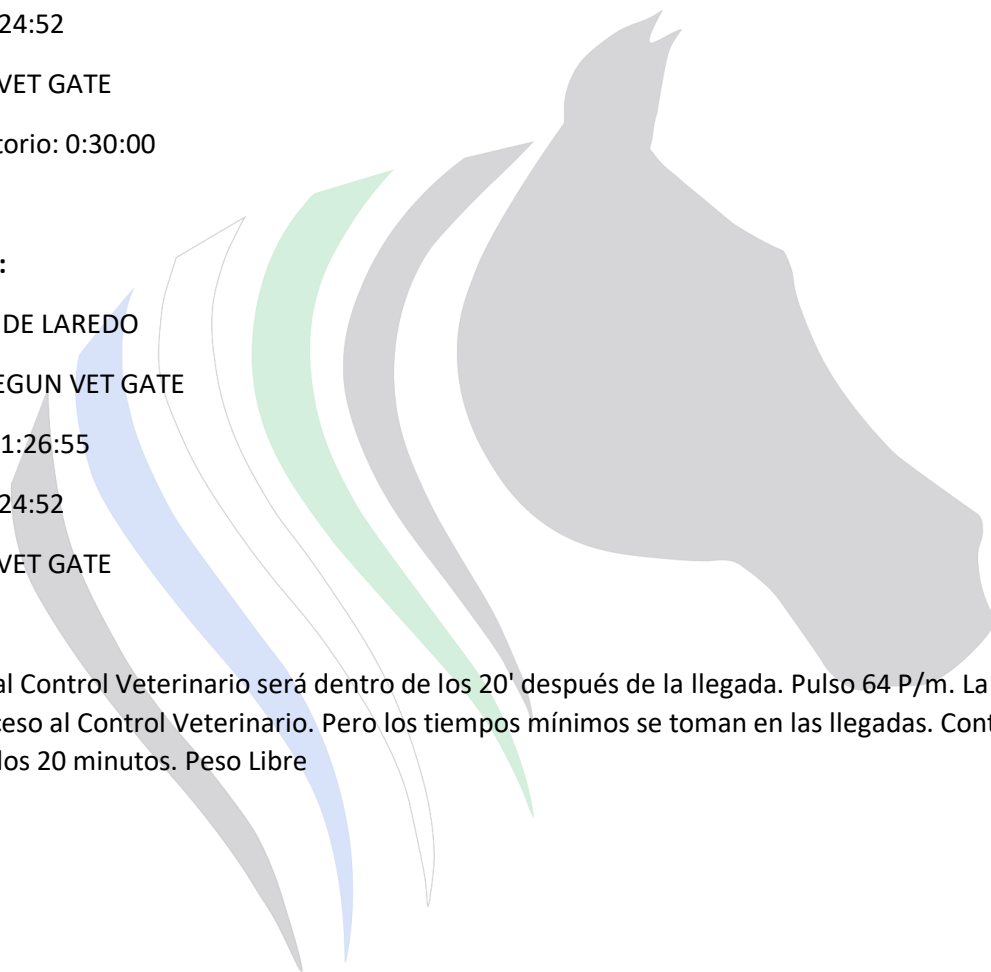 24:52
VET GATE
torio: 0:30:00
:
DE LAREDO
EGUN VET GATE
1:26:55
24:52
VET GATE
al Control Veterinario será dentro de los 20' después de la llegada. Pulso 64 P/m. La
ceso al Control Veterinario. Pero los tiempos mínimos se toman en las llegadas. Cont
los 20 minutos. Peso Libre